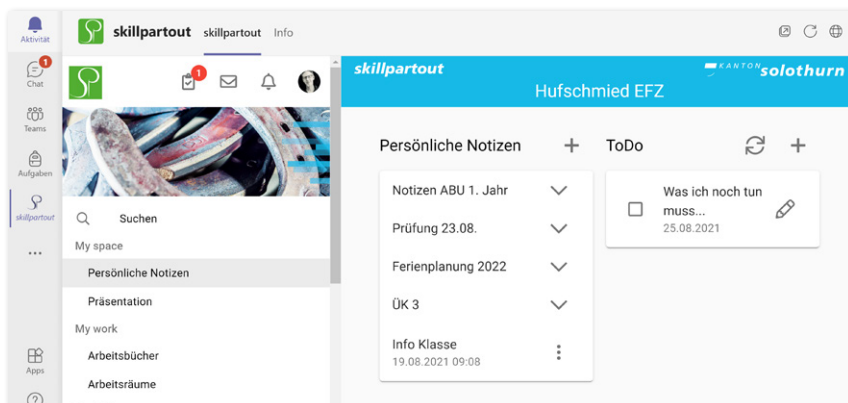 Aktivität
1
Chat
Teams
Aufgaben
skillpartout
Apps
skillpartout skillpartout Info
1
Suchen
My space
Persönliche Notizen
Präsentation
My work
Arbeitsbücher
Arbeitsräume
skillpartout
KANTON solothurn
Hufschmied EFZ
Persönliche Notizen
Notizen ABU 1. Jahr
Prüfung 23.08.
Ferienplanung 2022
ÜK 3
Info Klasse
19.08.2021 09:08
ToDo
Was ich noch tun
muss...
25.08.2021